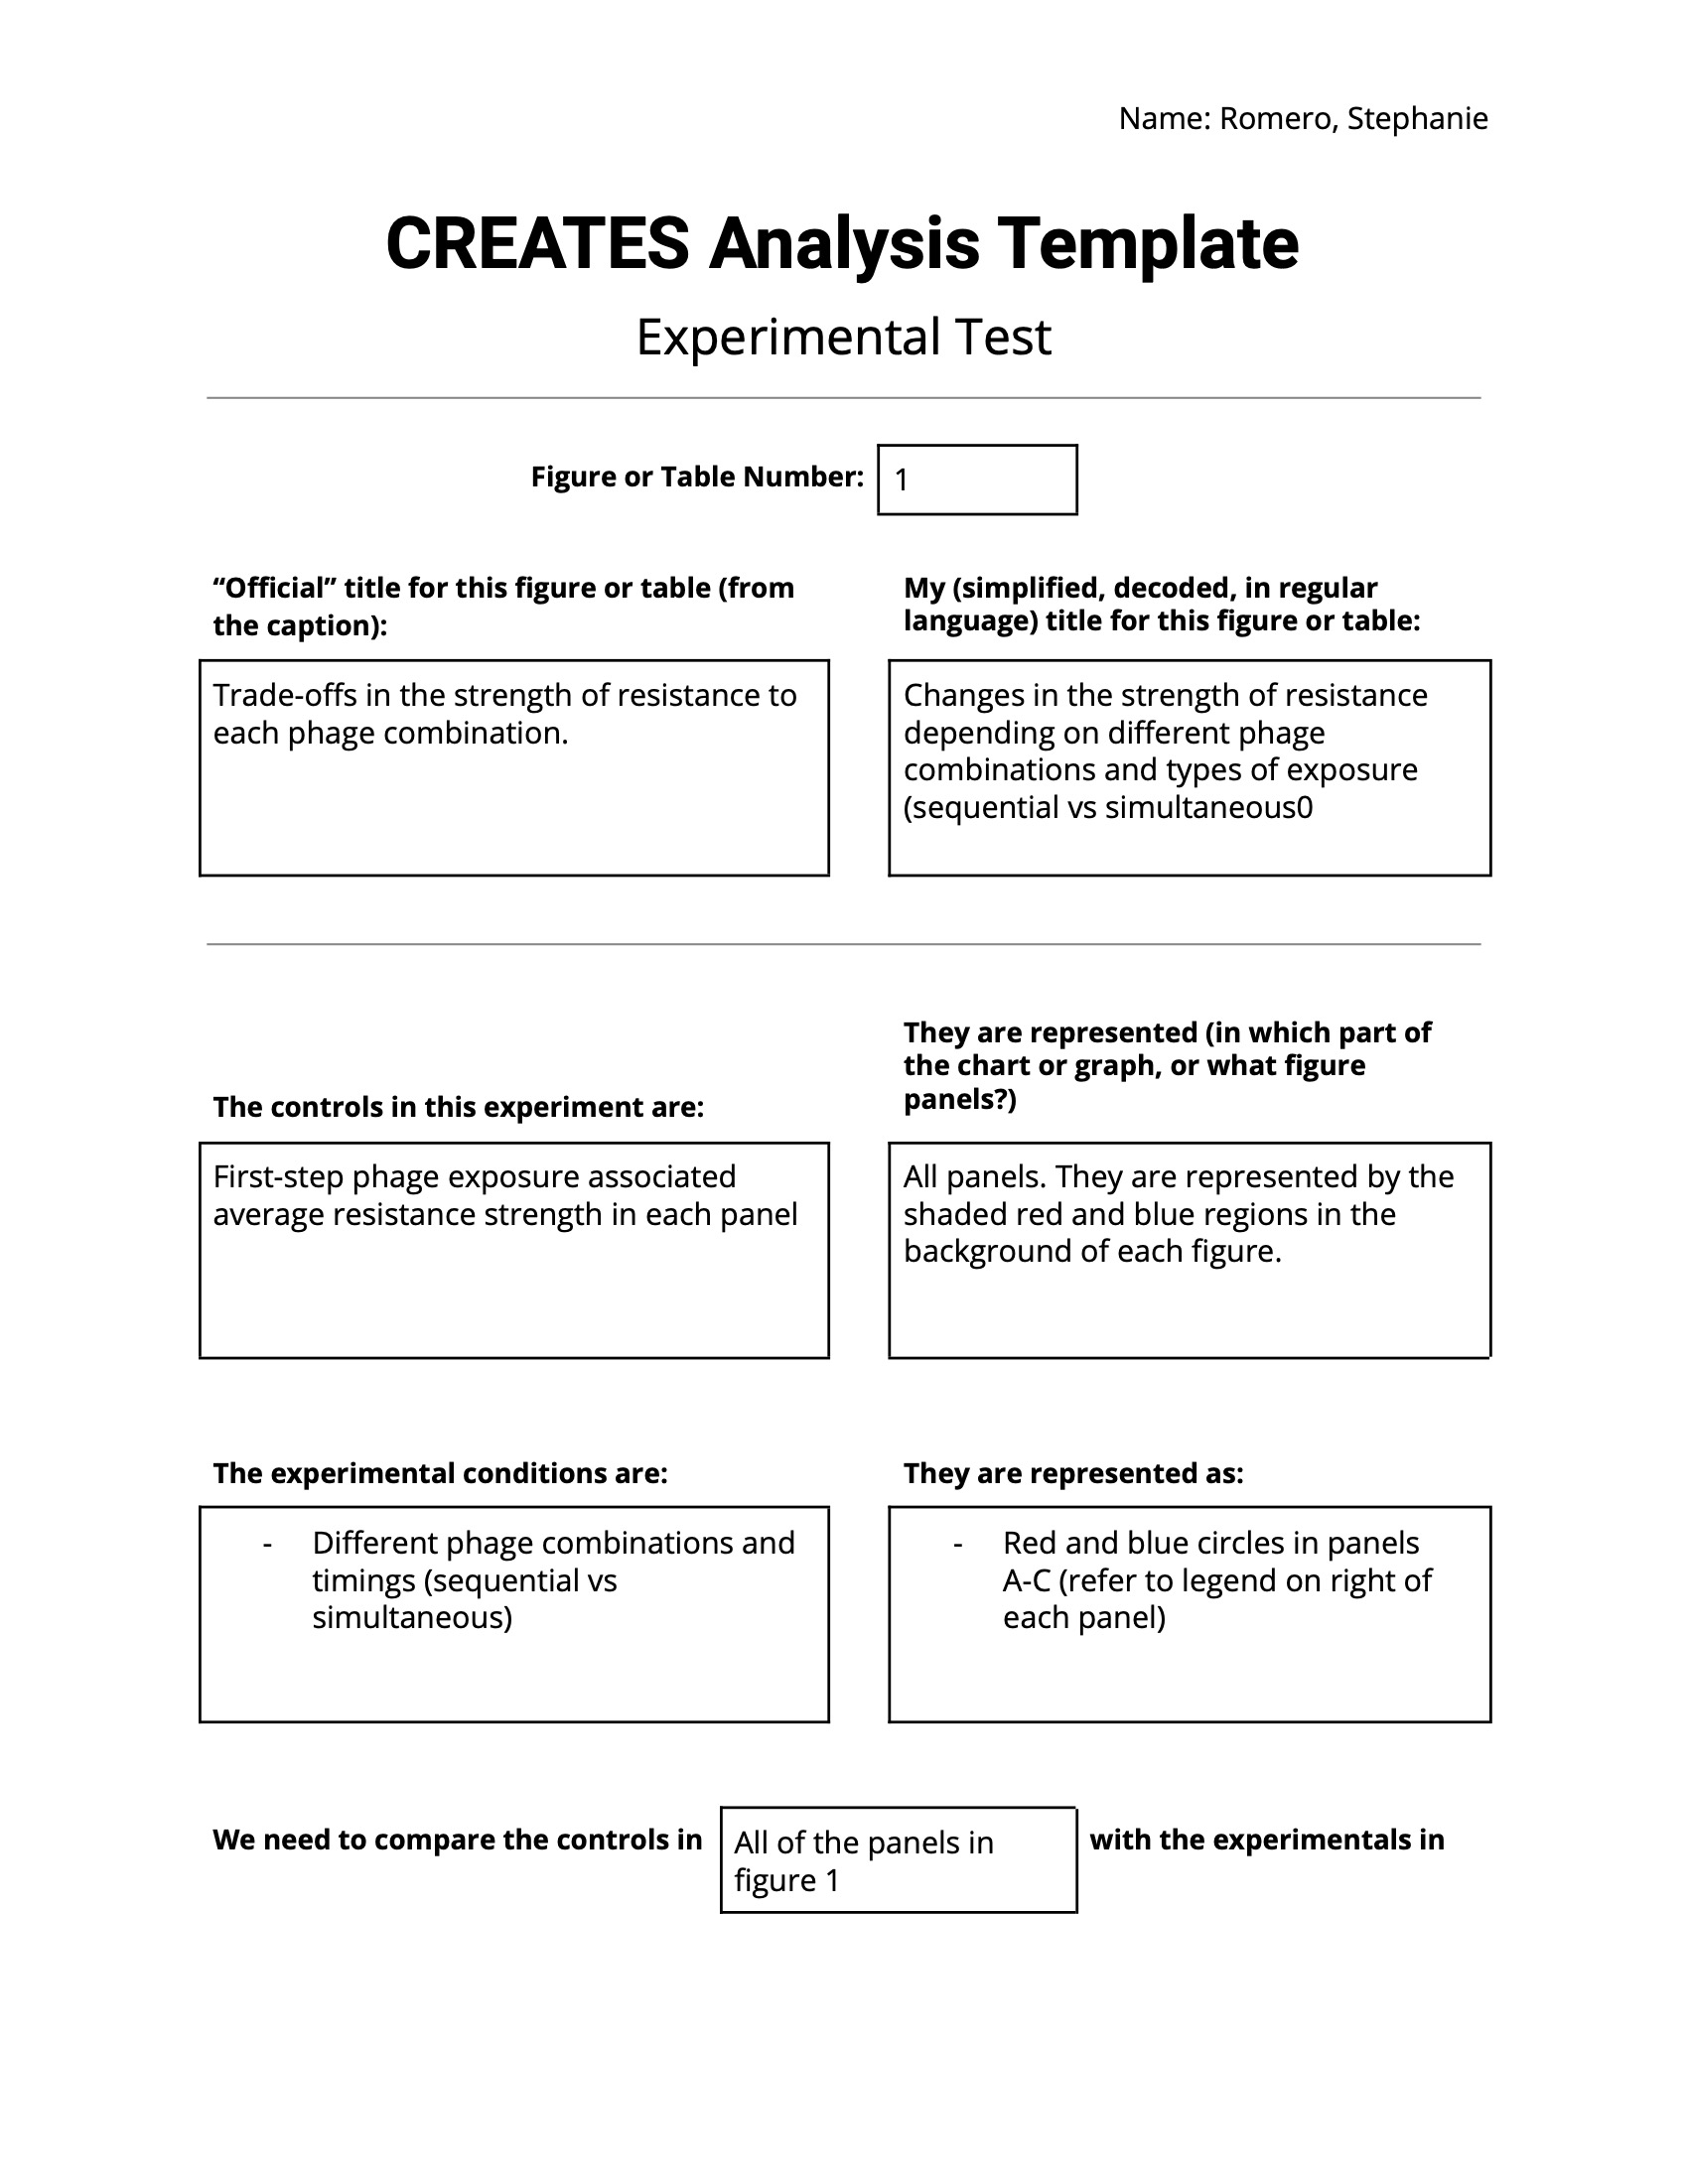 Name: Romero, Stephanie
CREATES Analysis Template
Experimental Test
Figure or Table Number:
1
“Official” title for this figure or table (from
the caption):
Trade-offs in the strength of resistance to
each phage combination.
My (simplified, decoded, in regular
language) title for this figure or table:
Changes in the strength of resistance
depending on different phage
combinations and types of exposure
(sequential vs simultaneous0
The controls in this experiment are:
First-step phage exposure associated
average resistance strength in each panel
They are represented (in which part of
the chart or graph, or what figure
panels?)
All panels. They are represented by the
shaded red and blue regions in the
background of each figure.
The experimental conditions are:
- Different phage combinations and
timings (sequential vs
simultaneous)
They are represented as:
- Red and blue circles in panels
A-C (refer to legend on right of
each panel)
We need to compare the controls in
All of the panels in
figure 1
with the experimentals in